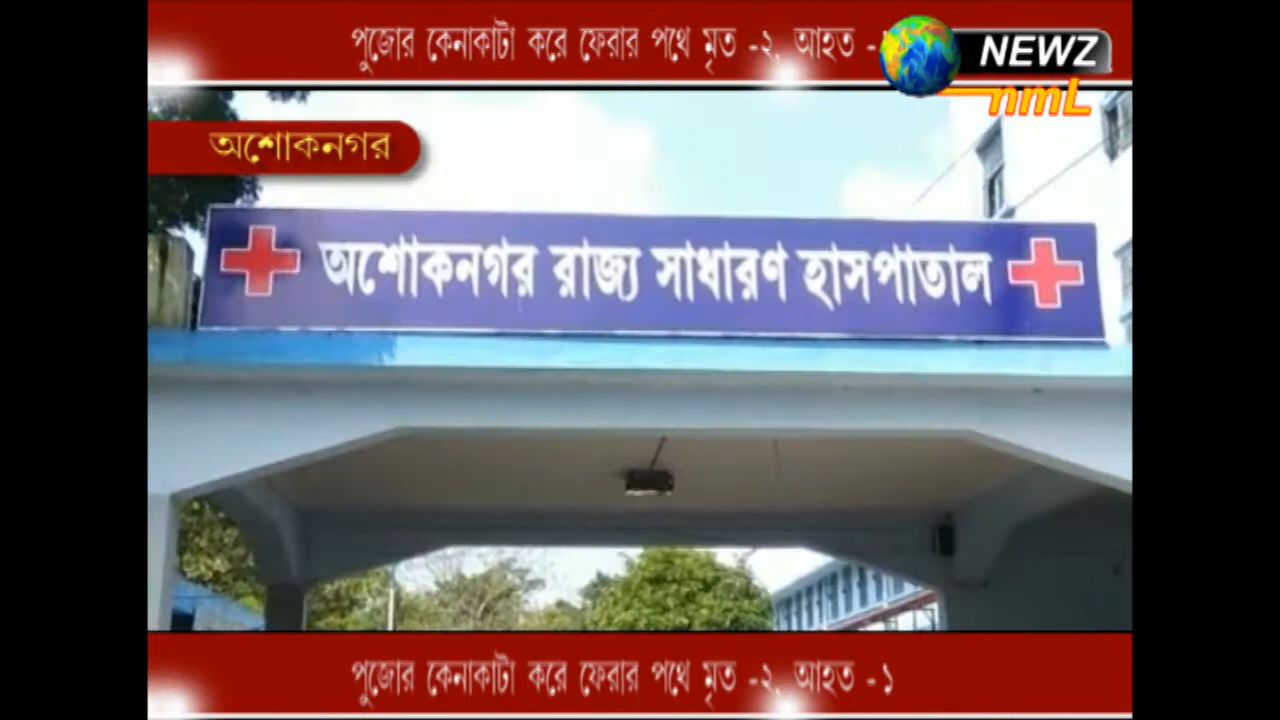 পুজোর কেনাকাটা করে ফেরার পথে মৃত -২, আহত -
NEWZ
nmL
অশোকনগর
অশোকনগর রাজ্য সাধারণ হাসপাতাল
পুজোর কেনাকাটা করে ফেরার পথে মৃত -২, আহত -১